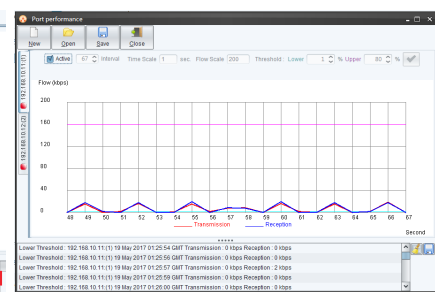 Port performance
New Open Save Close
Active 67 Interval Time Scale 1 sec. Flow Scale 200 Threshold : Lower 1 % Upper 80 %
192.168.10.11:(1)
192.168.10.12:(2)
Flow (kbps)
200
160
120
80
40
0
48 49 50 51 52 53 54 55 56 57 58 59 60 61 62 63 64 65 66 67
Second
Transmission Reception
Lower Threshold : 192.168.10.11:(1) 19 May 2017 01:25:54 GMT Transmission : 0 kbps Reception : 0 kbps
Lower Threshold : 192.168.10.11:(1) 19 May 2017 01:25:56 GMT Transmission : 0 kbps Reception : 0 kbps
Lower Threshold : 192.168.10.11:(1) 19 May 2017 01:25:57 GMT Transmission : 0 kbps Reception : 2 kbps
Lower Threshold : 192.168.10.11:(1) 19 May 2017 01:25:59 GMT Transmission : 0 kbps Reception : 0 kbps
Lower Threshold : 192.168.10.11:(1) 19 May 2017 01:26:00 GMT Transmission : 0 kbps Reception : 0 kbps